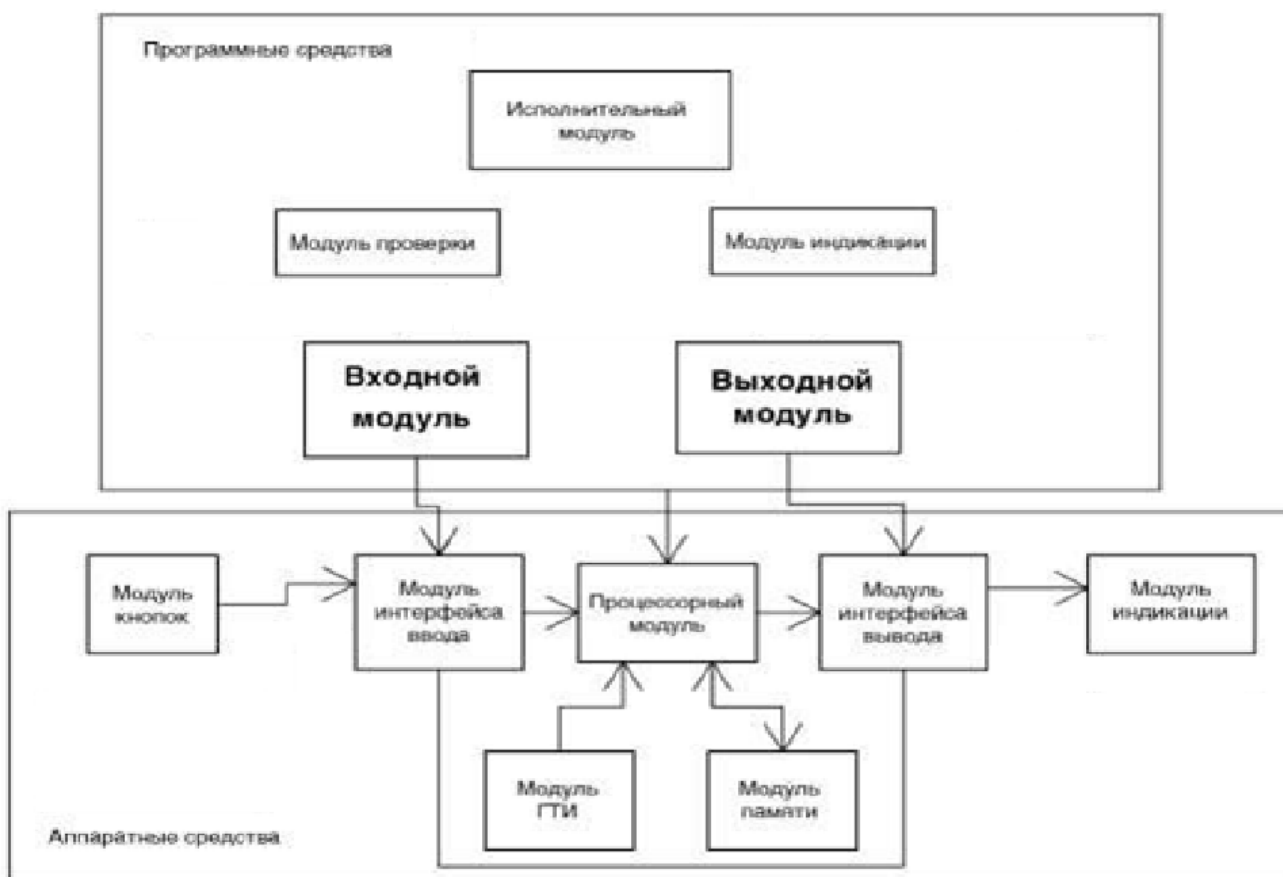 Программные средства
Исполнительный
модуль
Модуль проверки
Модуль индикации
Входной
модуль
Выходной
модуль
Модуль
кнопок
Модуль
интерфейса
ввода
Процессорный
модуль
Модуль
интерфейса
вывода
Модуль
индикации
Модуль
ГТИ
Модуль
памяти
Аппаратные средства